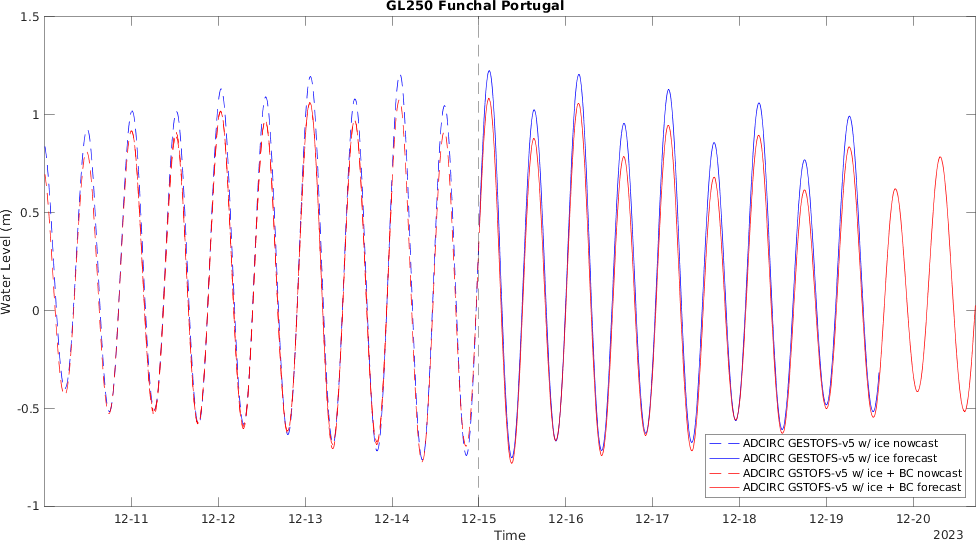 GL250 Funchal Portugal
1.5
1
0.5
0
-0.5
-1
Water Level (m)
12-11 12-12 12-13 12-14 12-15 12-16 12-17 12-18 12-19 12-20
Time
2023
ADCIRC GESTOFS-v5 w/ ice nowcast
ADCIRC GESTOFS-v5 w/ ice forecast
ADCIRC GSTOFS-v5 w/ ice + BC nowcast
ADCIRC GSTOFS-v5 w/ ice + BC forecast